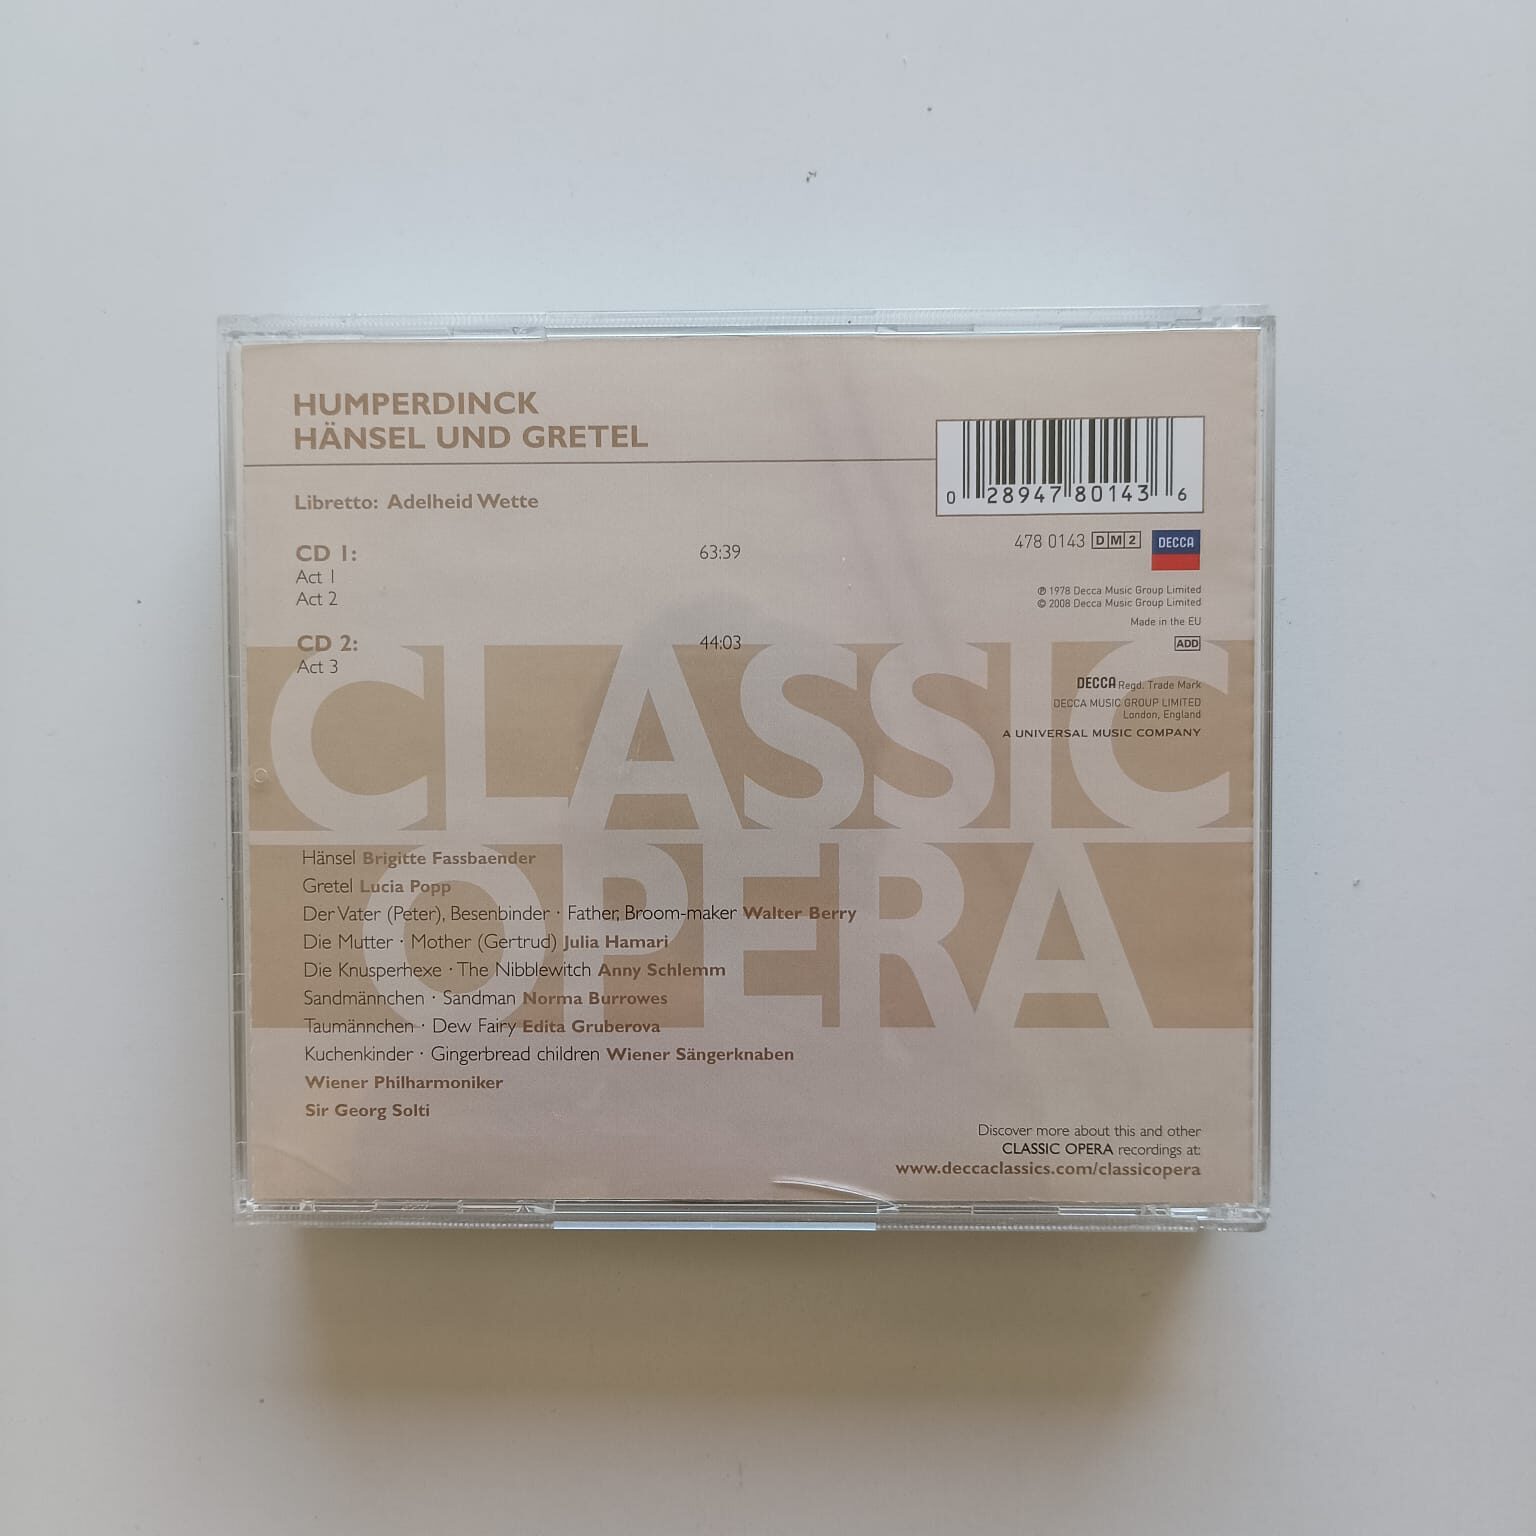 HUMPERDINCK
HÄNSEL UND GRETEL
Libretto: Adelheid Wette
CD 1: 63:39
Act 1
Act 2
CD 2: 44:03
Act 3
0 28947 80143 6
478 0143 DM2 DECCA
℗ 1978 Decca Music Group Limited
© 2008 Decca Music Group Limited
Made in the EU
ADD
DECCA Regd. Trade Mark
DECCA MUSIC GROUP LIMITED
London, England
A UNIVERSAL MUSIC COMPANY
CLASSIC
OPERA
Hänsel Brigitte Fassbaender
Gretel Lucia Popp
Der Vater (Peter), Besenbinder · Father, Broom-maker Walter Berry
Die Mutter · Mother (Gertrud) Julia Hamari
Die Knusperhexe · The Nibblewitch Anny Schlemm
Sandmännchen · Sandman Norma Burrowes
Taumännchen · Dew Fairy Edita Gruberova
Kuchenkinder · Gingerbread children Wiener Sängerknaben
Wiener Philharmoniker
Sir Georg Solti
Discover more about this and other
CLASSIC OPERA recordings at:
www.deccaclassics.com/classicopera